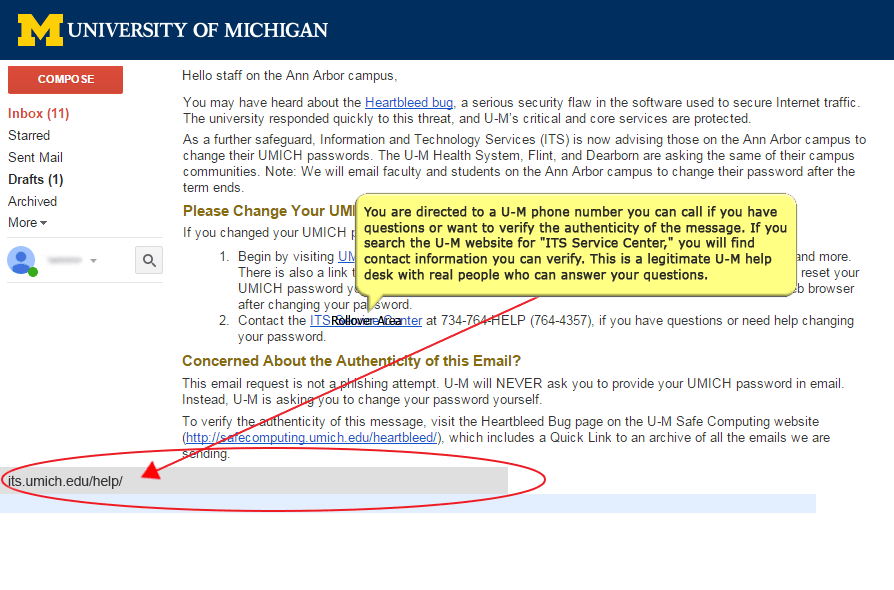 UNIVERSITY OF MICHIGAN
COMPOSE
Inbox (11)
Starred
Sent Mail
Drafts (1)
Archived
More
Hello staff on the Ann Arbor campus,
You may have heard about the Heartbleed bug, a serious security flaw in the software used to secure Internet traffic.
The university responded quickly to this threat, and U-M's critical and core services are protected.
As a further safeguard, Information and Technology Services (ITS) is now advising those on the Ann Arbor campus to
change their UMICH passwords. The U-M Health System, Flint, and Dearborn are asking the same of their campus
communities. Note: We will email faculty and students on the Ann Arbor campus to change their password after the
term ends.
Please Change Your UMI
If you changed your UMICH p
1. Begin by visiting UM and more.
There is also a link t reset your
UMICH password yo b browser
after changing your password.
2. Contact the ITS Service Center at 734-764-HELP (764-4357), if you have questions or need help changing
your password.
Rollover Area
You are directed to a U-M phone number you can call if you have
questions or want to verify the authenticity of the message. If you
search the U-M website for "ITS Service Center," you will find
contact information you can verify. This is a legitimate U-M help
desk with real people who can answer your questions.
Concerned About the Authenticity of this Email?
This email request is not a phishing attempt. U-M will NEVER ask you to provide your UMICH password in email.
Instead, U-M is asking you to change your password yourself.
To verify the authenticity of this message, visit the Heartbleed Bug page on the U-M Safe Computing website
(http://safecomputing.umich.edu/heartbleed/), which includes a Quick Link to an archive of all the emails we are
sending.
its.umich.edu/help/